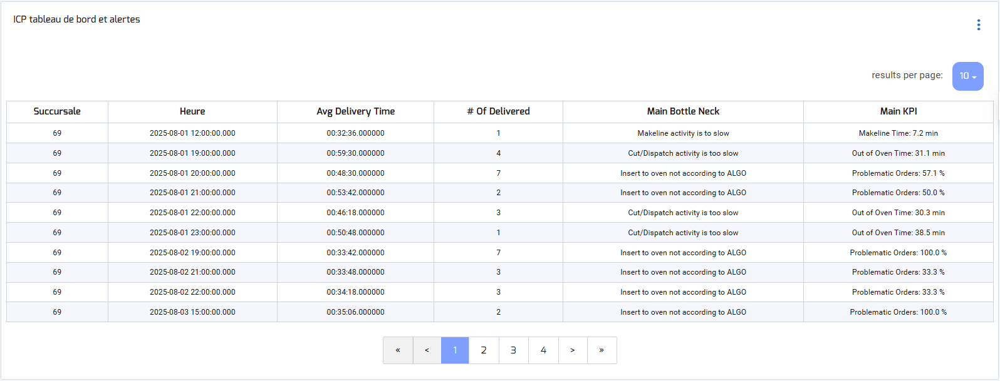 ICP tableau de bord et alertes
results per page: 10
Succursale Heure Avg Delivery Time # Of Delivered Main Bottle Neck Main KPI
69 2025-08-01 12:00:00.000 00:32:36.000000 1 Makeline activity is to slow Makeline Time: 7.2 min
69 2025-08-01 19:00:00.000 00:59:30.000000 4 Cut/Dispatch activity is too slow Out of Oven Time: 31.1 min
69 2025-08-01 20:00:00.000 00:48:30.000000 7 Insert to oven not according to ALGO Problematic Orders: 57.1 %
69 2025-08-01 21:00:00.000 00:53:42.000000 2 Insert to oven not according to ALGO Problematic Orders: 50.0 %
69 2025-08-01 22:00:00.000 00:46:18.000000 3 Cut/Dispatch activity is too slow Out of Oven Time: 30.3 min
69 2025-08-01 23:00:00.000 00:50:48.000000 1 Cut/Dispatch activity is too slow Out of Oven Time: 38.5 min
69 2025-08-02 19:00:00.000 00:33:42.000000 7 Insert to oven not according to ALGO Problematic Orders: 100.0 %
69 2025-08-02 21:00:00.000 00:33:48.000000 3 Insert to oven not according to ALGO Problematic Orders: 33.3 %
69 2025-08-02 22:00:00.000 00:34:18.000000 3 Insert to oven not according to ALGO Problematic Orders: 33.3 %
69 2025-08-03 15:00:00.000 00:35:06.000000 2 Insert to oven not according to ALGO Problematic Orders: 100.0 %
« < 1 2 3 4 > »